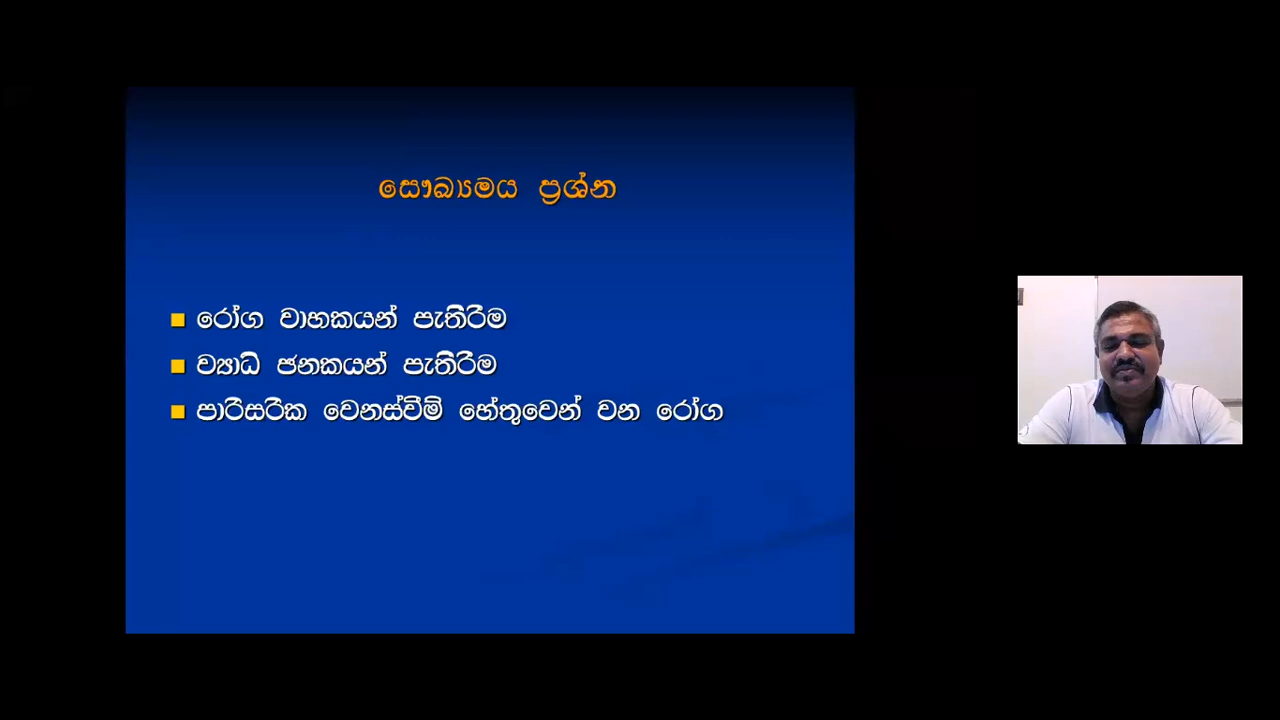 සෞඛ්‍යමය ප්‍රශ්න
රෝග වාහකයන් පැතිරීම
ව්‍යාධි ජනකයන් පැතිරීම
පාරිසරික වෙනස්වීම් හේතුවෙන් වන රෝග